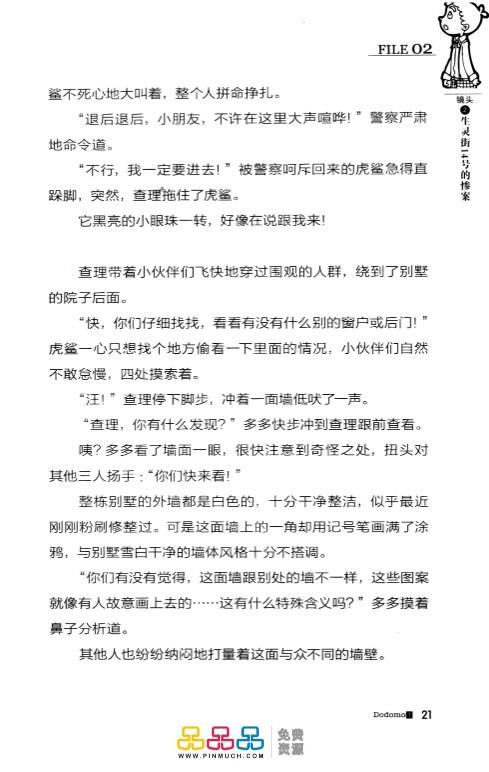 FILE 02
镜头
2
生灵街14号的惨案
鲨不死心地大叫着，整个人拼命挣扎。
“退后退后，小朋友，不许在这里大声喧哗！”警察严肃
地命令道。
“不行，我一定要进去！”被警察呵斥回来的虎鲨急得直
跺脚，突然，查理拖住了虎鲨。
它黑亮的小眼珠一转，好像在说跟我来！
查理带着小伙伴们飞快地穿过围观的人群，绕到了别墅
的院子后面。
“快，你们仔细找找，看看有没有什么别的窗户或后门！”
虎鲨一心只想找个地方偷看一下里面的情况，小伙伴们自然
不敢怠慢，四处摸索着。
“汪！”查理停下脚步，冲着一面墙低吠了一声。
“查理，你有什么发现？”多多快步冲到查理跟前查看。
咦？多多看了墙面一眼，很快注意到奇怪之处，扭头对
其他三人扬手：“你们快来看！”
整栋别墅的外墙都是白色的，十分干净整洁，似乎最近
刚刚粉刷修整过。可是这面墙上的一角却用记号笔画满了涂
鸦，与别墅雪白干净的墙体风格十分不搭调。
“你们有没有觉得，这面墙跟别处的墙不一样，这些图案
就像有人故意画上去的……这有什么特殊含义吗？”多多摸着
鼻子分析道。
其他人也纷纷纳闷地打量着这面与众不同的墙壁。
Dodomo 1 21
品品品 免费
资源
WWW.PINMUCH.COM